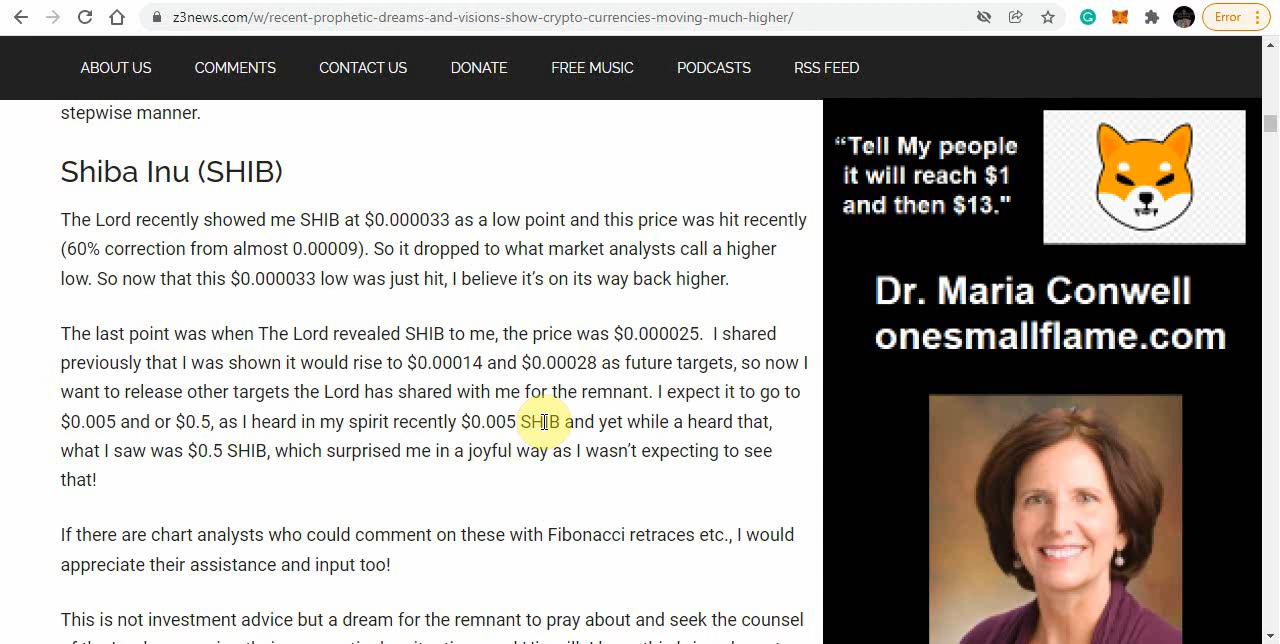 z3news.com/w/recent-prophetic-dreams-and-visions-show-crypto-currencies-moving-much-higher/
Error
ABOUT US COMMENTS CONTACT US DONATE FREE MUSIC PODCASTS RSS FEED
stepwise manner.
Shiba Inu (SHIB)
The Lord recently showed me SHIB at $0.000033 as a low point and this price was hit recently
(60% correction from almost 0.00009). So it dropped to what market analysts call a higher
low. So now that this $0.000033 low was just hit, I believe it’s on its way back higher.
The last point was when The Lord revealed SHIB to me, the price was $0.000025. I shared
previously that I was shown it would rise to $0.00014 and $0.00028 as future targets, so now I
want to release other targets the Lord has shared with me for the remnant. I expect it to go to
$0.005 and or $0.5, as I heard in my spirit recently $0.005 SHIB and yet while a heard that,
what I saw was $0.5 SHIB, which surprised me in a joyful way as I wasn’t expecting to see
that!
If there are chart analysts who could comment on these with Fibonacci retraces etc., I would
appreciate their assistance and input too!
This is not investment advice but a dream for the remnant to pray about and seek the counsel
“Tell My people
it will reach $1
and then $13."
Dr. Maria Conwell
onesmallflame.com